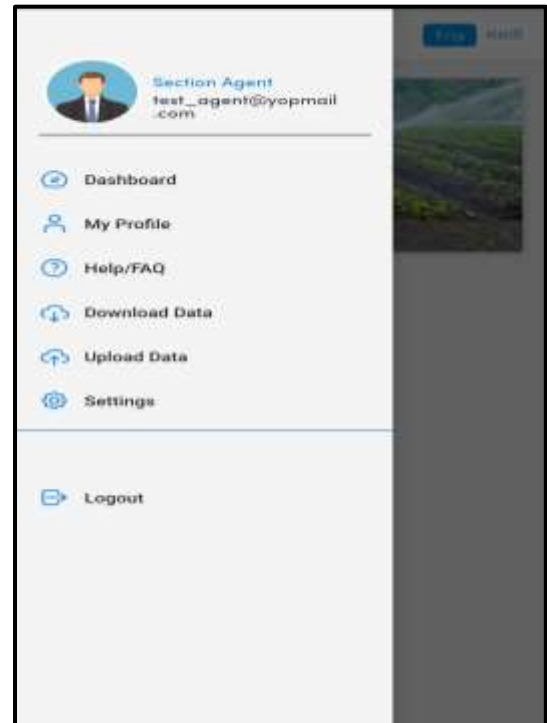 Section Agent
test_agent@yopmail
.com
Dashboard
My Profile
Help/FAQ
Download Data
Upload Data
Settings
Logout